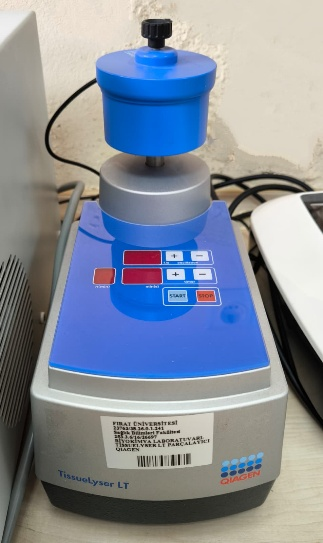 + −
+ −
START STOP
FIRAT ÜNİVERSİTESİ
Sağlık Bilimleri Fakültesi
BİYOKİMYA LABORATUVARI
TISSUELYSER LT PARÇALAYICI
QIAGEN
TissueLyser LT
QIAGEN